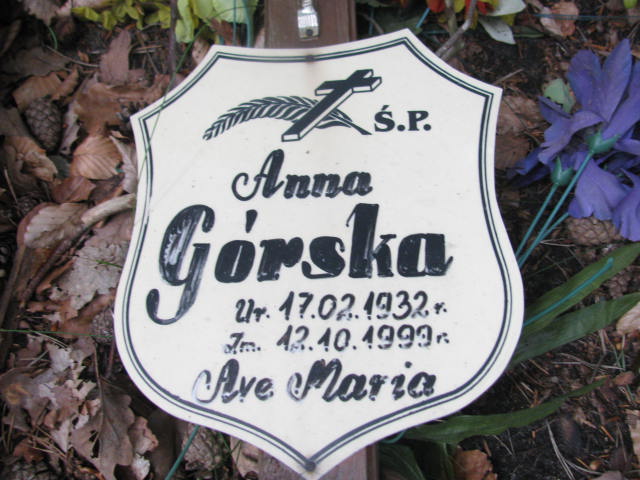 Ś.P.
Anna
Górska
Ur. 17.02.1932 r.
Zm. 12.10.1999 r.
Ave Maria